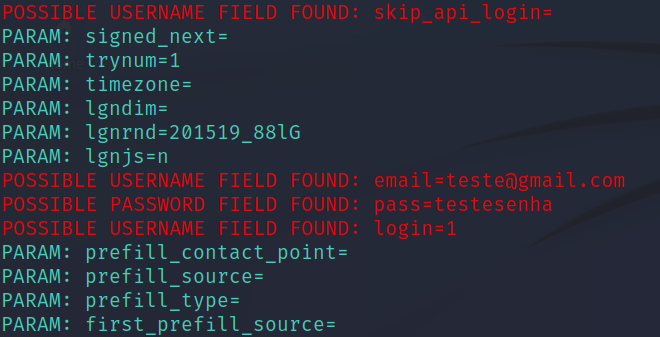 POSSIBLE USERNAME FIELD FOUND: skip_api_login=
PARAM: signed_next=
PARAM: trynum=1
PARAM: timezone=
PARAM: lgndim=
PARAM: lgnrnd=201519_88lG
PARAM: lgnjs=n
POSSIBLE USERNAME FIELD FOUND: email=teste@gmail.com
POSSIBLE PASSWORD FIELD FOUND: pass=testesenha
POSSIBLE USERNAME FIELD FOUND: login=1
PARAM: prefill_contact_point=
PARAM: prefill_source=
PARAM: prefill_type=
PARAM: first_prefill_source=